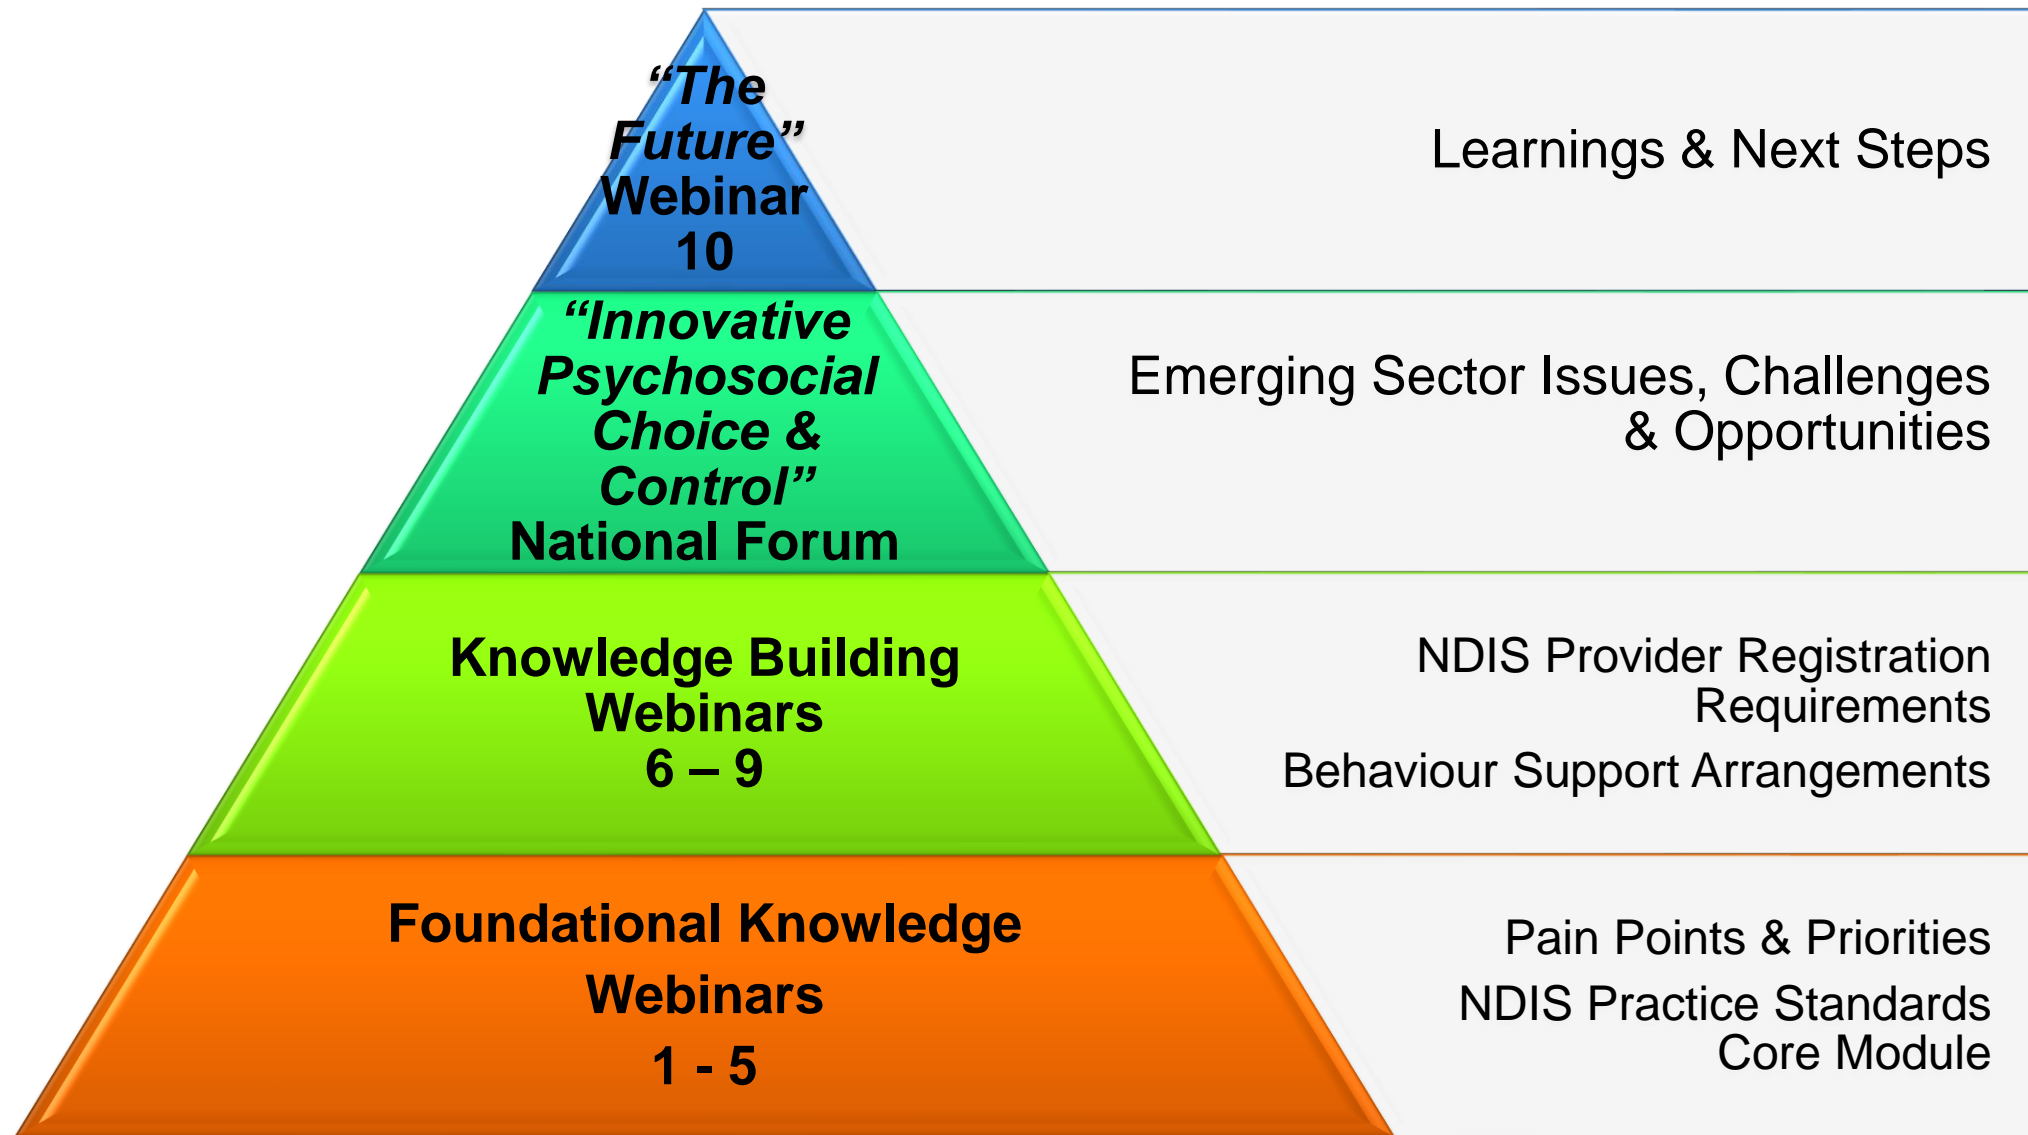 “The
Future”
Webinar
10
Learnings & Next Steps
“Innovative
Psychosocial
Choice &
Control”
National Forum
Emerging Sector Issues, Challenges
& Opportunities
Knowledge Building
Webinars
6 – 9
NDIS Provider Registration
Requirements
Behaviour Support Arrangements
Foundational Knowledge
Webinars
1 - 5
Pain Points & Priorities
NDIS Practice Standards
Core Module